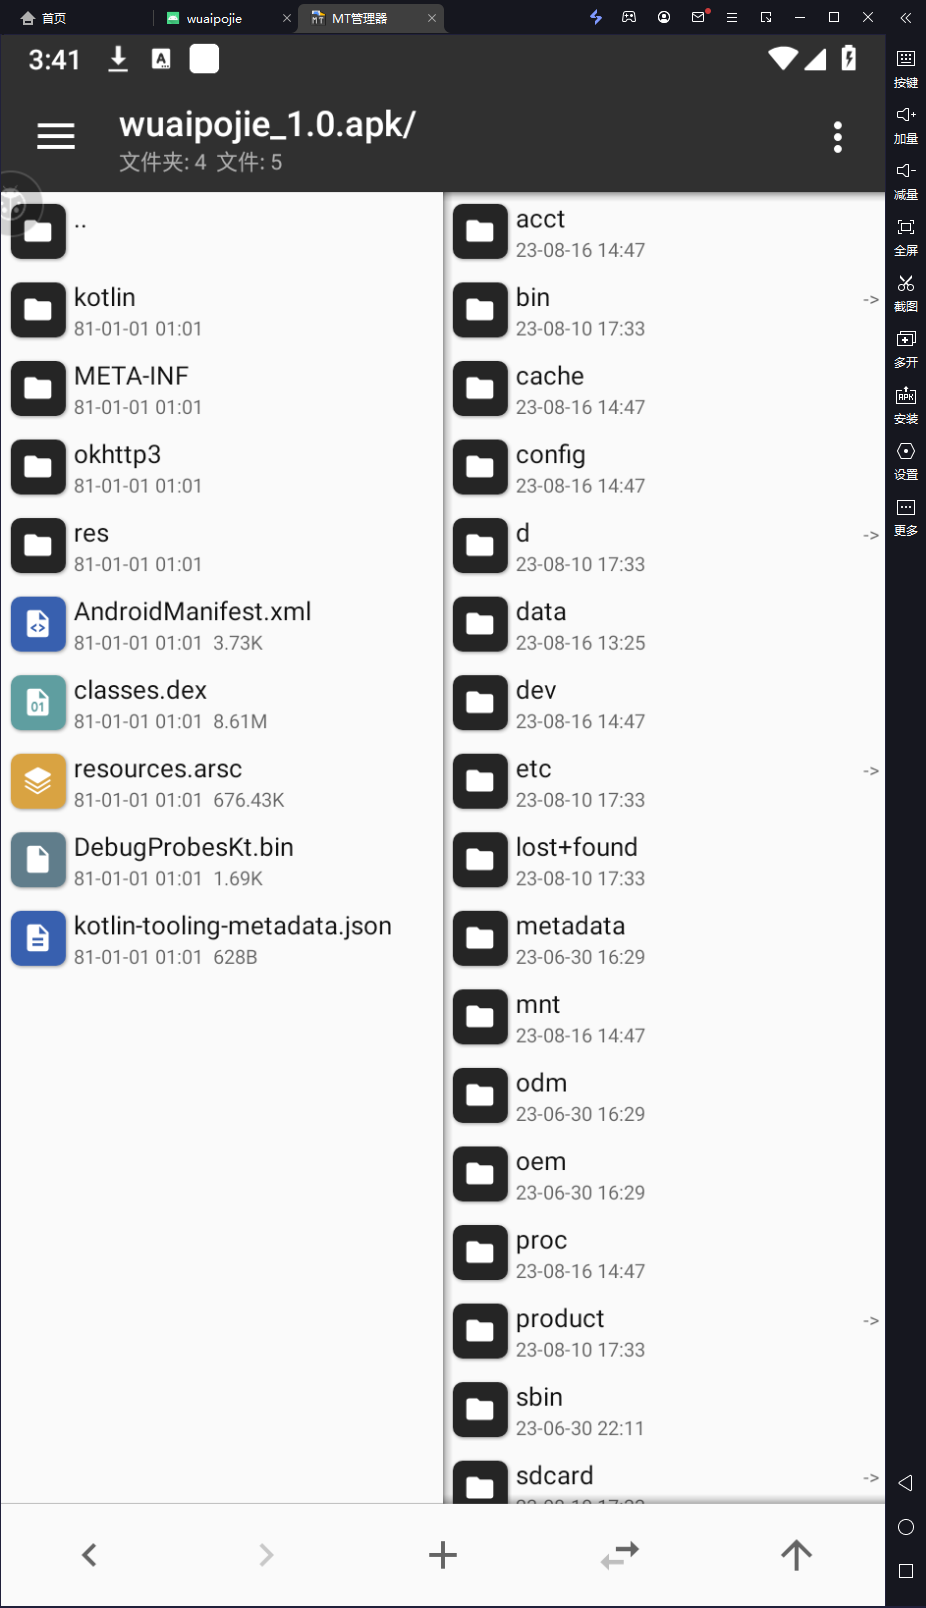 首页
wuaipojie
MT管理器
3:41
A
wuaipojie_1.0.apk/
文件夹: 4 文件: 5
..
kotlin
81-01-01 01:01
META-INF
81-01-01 01:01
okhttp3
81-01-01 01:01
res
81-01-01 01:01
AndroidManifest.xml
81-01-01 01:01 3.73K
01
classes.dex
81-01-01 01:01 8.61M
resources.arsc
81-01-01 01:01 676.43K
DebugProbesKt.bin
81-01-01 01:01 1.69K
kotlin-tooling-metadata.json
81-01-01 01:01 628B
acct
23-08-16 14:47
bin
->
23-08-10 17:33
cache
23-08-16 14:47
config
23-08-16 14:47
d
->
23-08-10 17:33
data
23-08-16 13:25
dev
23-08-16 14:47
etc
->
23-08-10 17:33
lost+found
23-08-10 17:33
metadata
23-06-30 16:29
mnt
23-08-16 14:47
odm
23-06-30 16:29
oem
23-06-30 16:29
proc
23-08-16 14:47
product
->
23-08-10 17:33
sbin
23-06-30 22:11
sdcard
->
按键
加量
减量
全屏
截图
多开
APK
安装
设置
更多